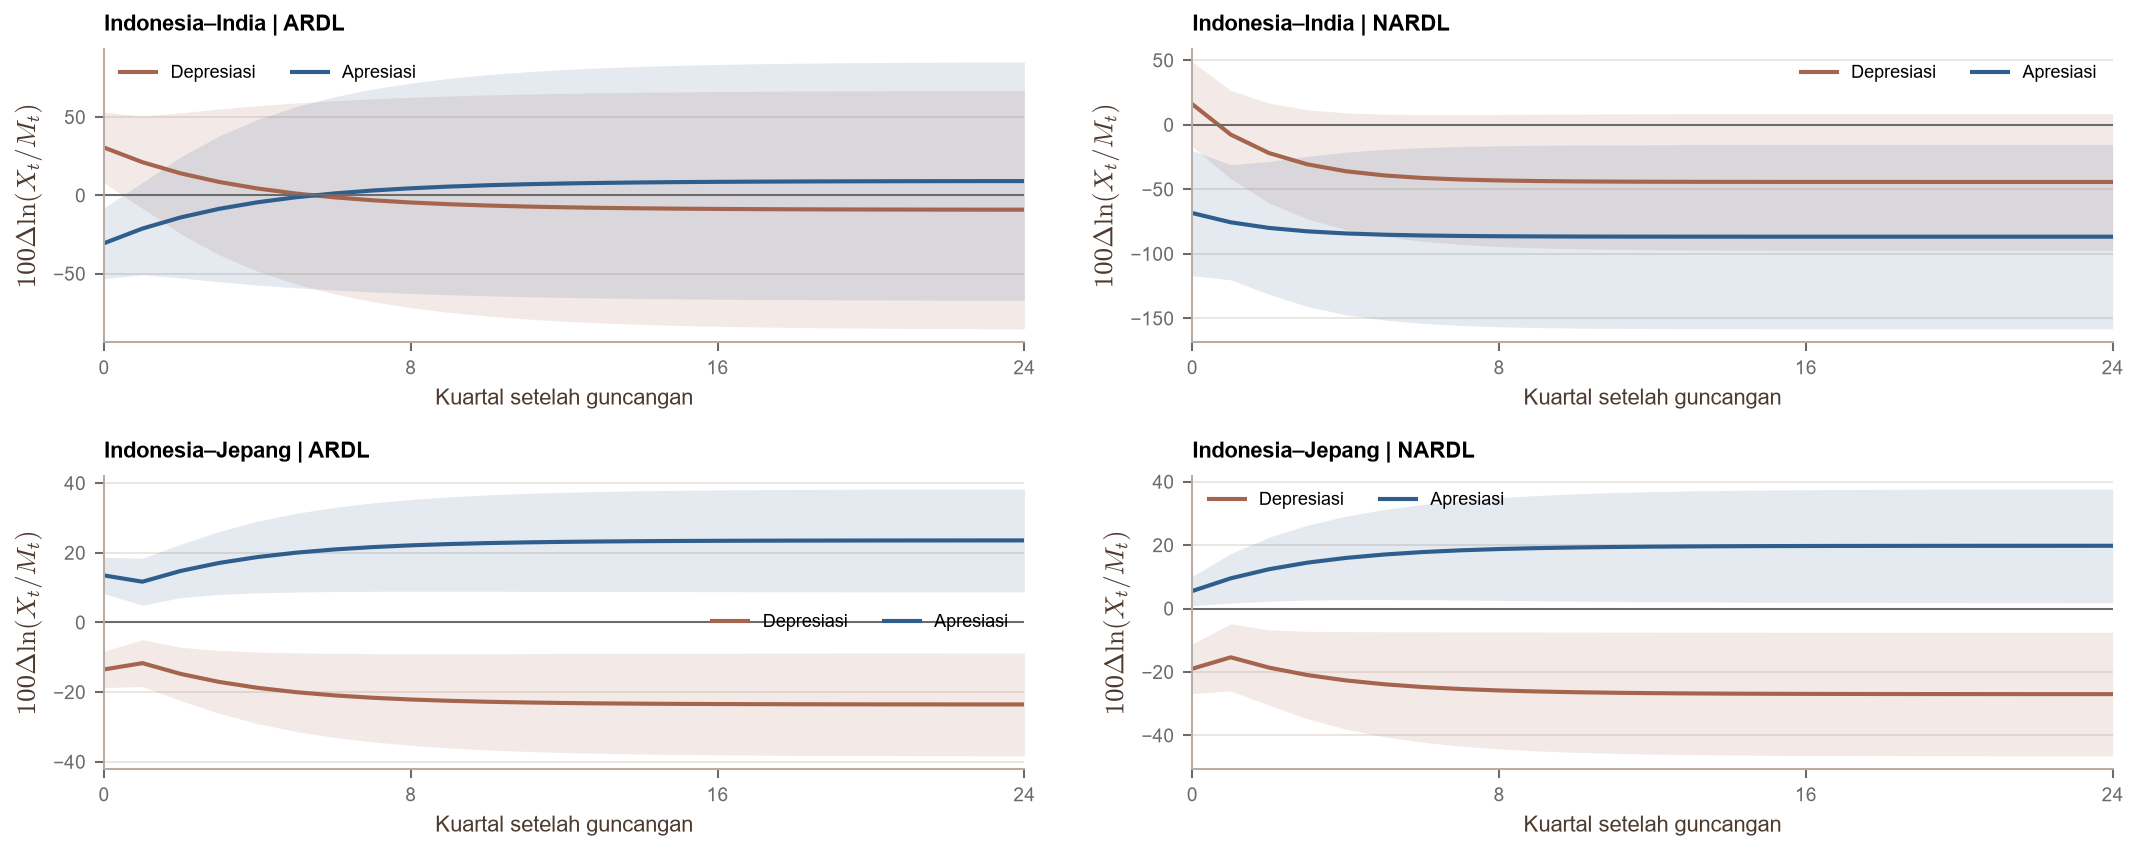 Indonesia–India | ARDL
Depresiasi Apresiasi
100Δln(X_t/M_t)
50
0
−50
0 8 16 24
Kuartal setelah guncangan
Indonesia–India | NARDL
Depresiasi Apresiasi
100Δln(X_t/M_t)
50
0
−50
−100
−150
0 8 16 24
Kuartal setelah guncangan
Indonesia–Jepang | ARDL
Depresiasi Apresiasi
100Δln(X_t/M_t)
40
20
0
−20
−40
0 8 16 24
Kuartal setelah guncangan
Indonesia–Jepang | NARDL
Depresiasi Apresiasi
100Δln(X_t/M_t)
40
20
0
−20
−40
0 8 16 24
Kuartal setelah guncangan